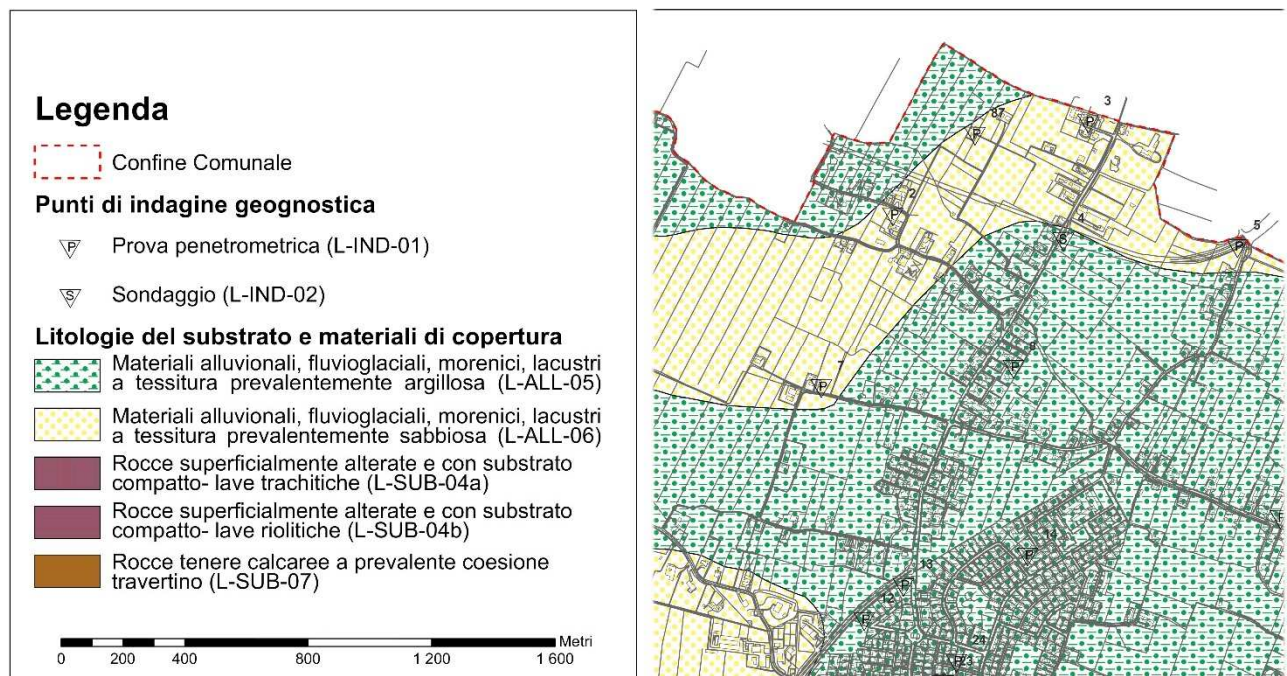 Legenda
Confine Comunale
Punti di indagine geognostica
P Prova penetrometrica (L-IND-01)
S Sondaggio (L-IND-02)
Litologie del substrato e materiali di copertura
Materiali alluvionali, fluvioglaciali, morenici, lacustri
a tessitura prevalentemente argillosa (L-ALL-05)
Materiali alluvionali, fluvioglaciali, morenici, lacustri
a tessitura prevalentemente sabbiosa (L-ALL-06)
Rocce superficialmente alterate e con substrato
compatto- lave trachitiche (L-SUB-04a)
Rocce superficialmente alterate e con substrato
compatto- lave riolitiche (L-SUB-04b)
Rocce tenere calcaree a prevalente coesione
travertino (L-SUB-07)
Metri
0 200 400 800 1 200 1 600
3
87
P
P
2
P
4
S
5
P
7
P
P
14
P
13
P
12
24
P
23